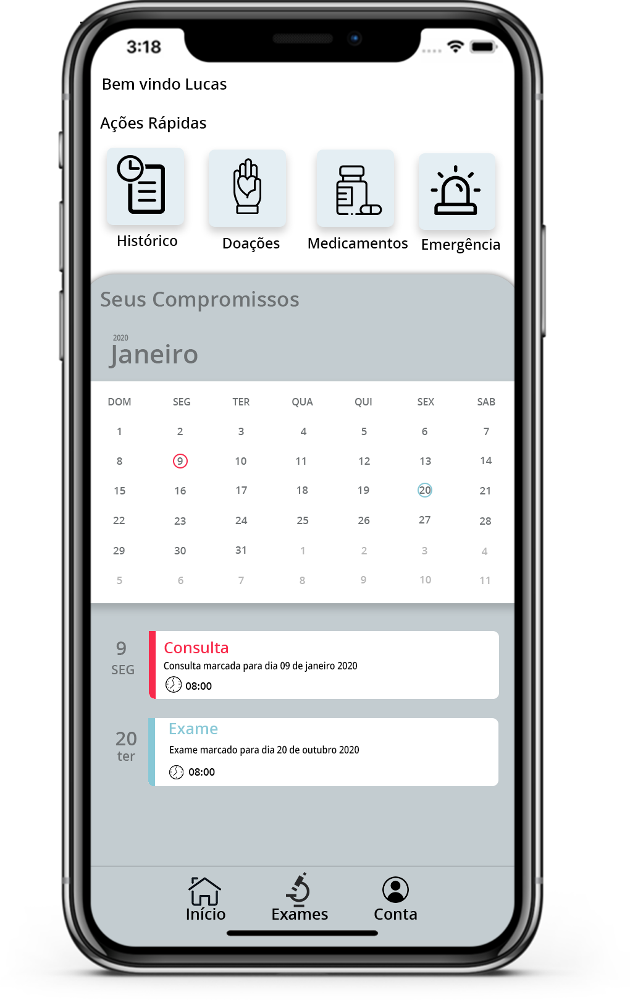 3:18
Bem vindo Lucas
Ações Rápidas
Histórico
Doações
Medicamentos
Emergência
Seus Compromissos
2020
Janeiro
DOM SEG TER QUA QUI SEX SAB
1 2 3 4 5 6 7
8 9 10 11 12 13 14
15 16 17 18 19 20 21
22 23 24 25 26 27 28
29 30 31 1 2 3 4
5 6 7 8 9 10 11
9
SEG
Consulta
Consulta marcada para dia 09 de janeiro 2020
08:00
20
ter
Exame
Exame marcado para dia 20 de outubro 2020
08:00
Início
Exames
Conta